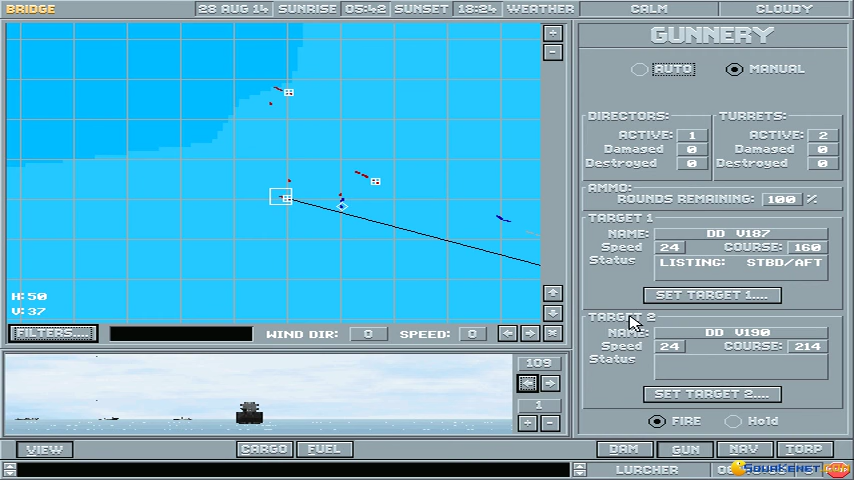 BRIDGE 28 AUG 14 SUNRISE 05:42 SUNSET 18:24 WEATHER CALM CLOUDY
GUNNERY
AUTO MANUAL
DIRECTORS: TURRETS:
ACTIVE: 1 ACTIVE: 2
Damaged 0 Damaged 0
Destroyed 0 Destroyed 0
AMMO:
ROUNDS REMAINING: 100 %
TARGET 1
NAME: DD V187
Speed 24 COURSE: 160
Status LISTING: STBD/AFT
SET TARGET 1....
H:50
V:37
FILTERS.... WIND DIR: 0 SPEED: 0
TARGET 2
NAME: DD V190
Speed 24 COURSE: 214
Status
SET TARGET 2....
109
1
FIRE Hold
VIEW CARGO FUEL DAM GUN NAV TORP
LURCHER
SQUAKENET